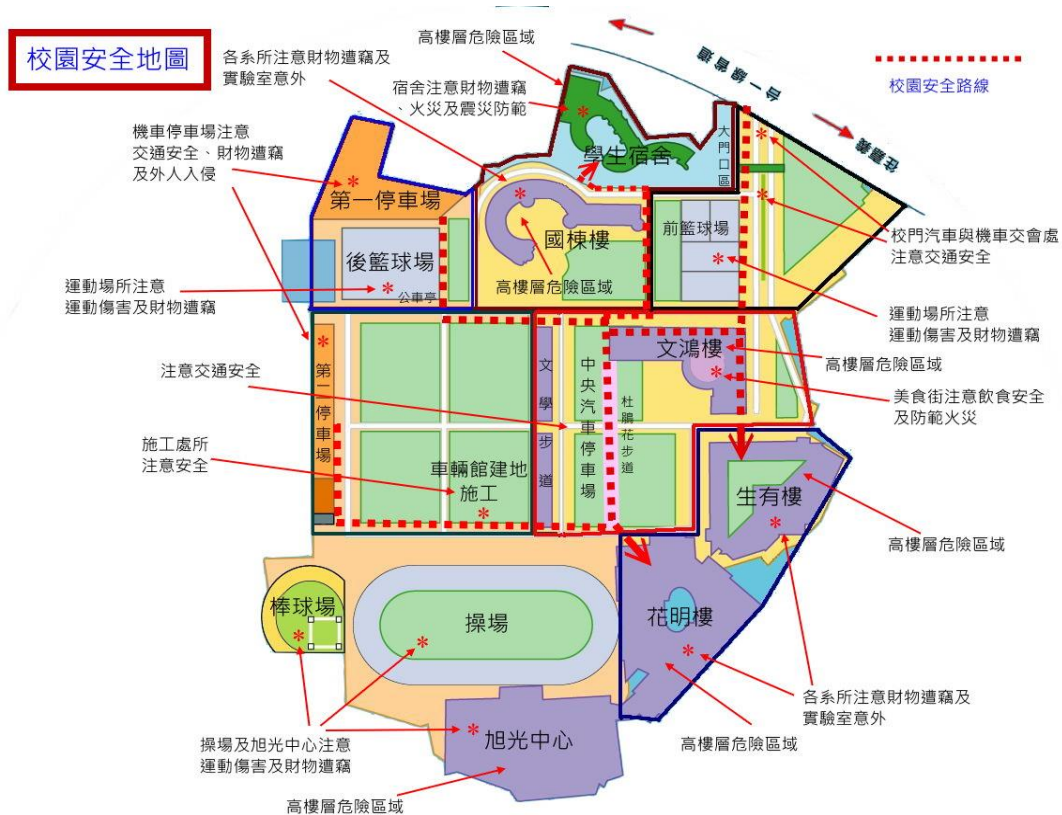 校園安全地圖
各系所注意財物遭竊及
實驗室意外
高樓層危險區域
宿舍注意財物遭竊
、火災及震災防範
台一線省道
往嘉義
校園安全路線
機車停車場注意
交通安全、財物遭竊
及外人入侵
學生宿舍
大門口區
第一停車場
國棟樓
高樓層危險區域
前籃球場
校門汽車與機車交會處
注意交通安全
後籃球場
公車亭
運動場所注意
運動傷害及財物遭竊
運動場所注意
運動傷害及財物遭竊
第一停車場
注意交通安全
文學步道
中央汽車停車場
杜鵑花步道
文鴻樓
高樓層危險區域
美食街注意飲食安全
及防範火災
施工處所
注意安全
車輛館建地
施工
生有樓
高樓層危險區域
棒球場
操場
花明樓
各系所注意財物遭竊及
實驗室意外
高樓層危險區域
操場及旭光中心注意
運動傷害及財物遭竊
旭光中心
高樓層危險區域